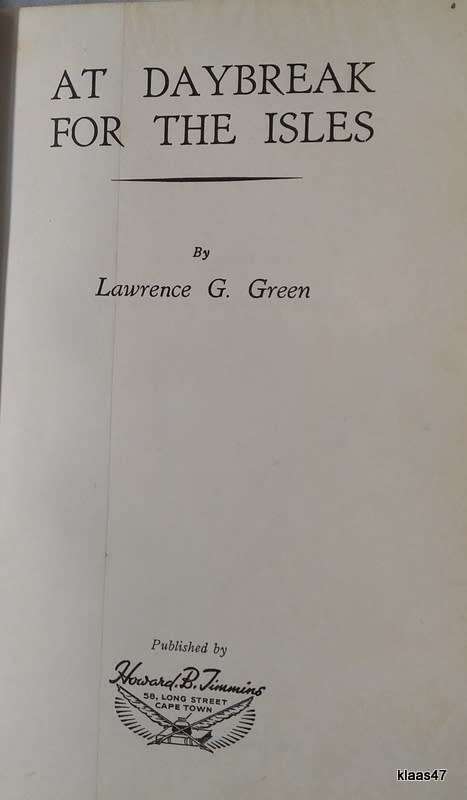 AT DAYBREAK
FOR THE ISLES
By
Lawrence G. Green
Published by
Howard. B. Timmins
58, LONG STREET
CAPE TOWN
klaas47